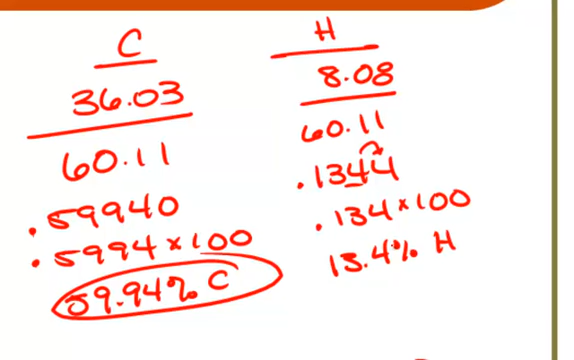 C
36.03
60.11
.59940
.5994 × 100
59.94% C
H
8.08
60.11
.1344
.134 × 100
13.4% H